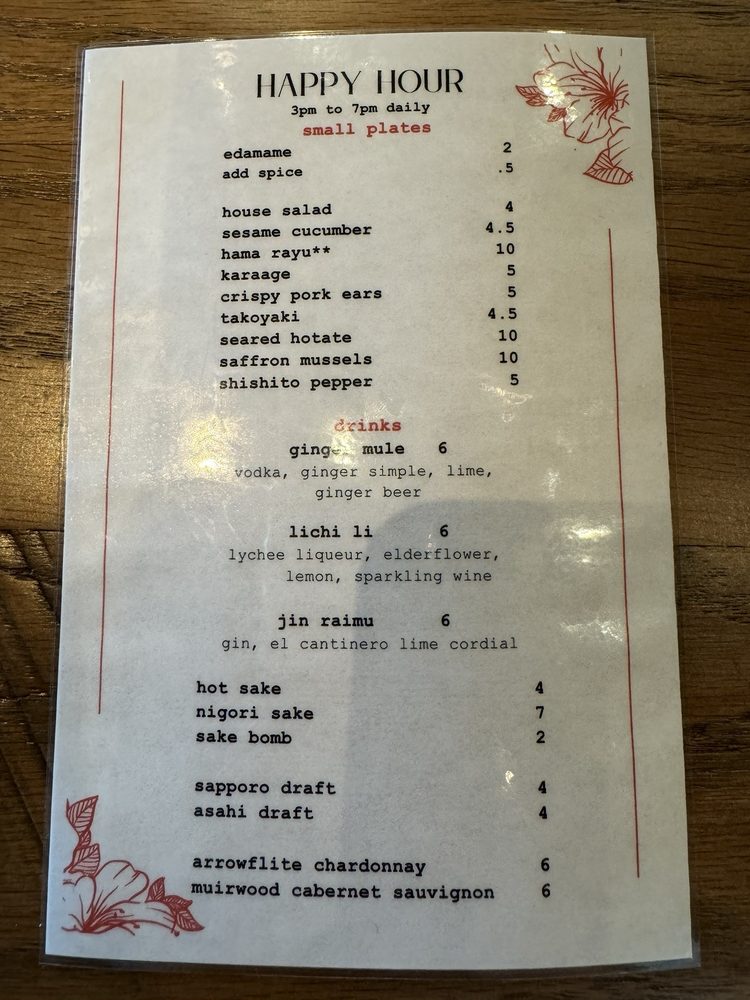 HAPPY HOUR
3pm to 7pm daily
small plates
edamame 2
add spice .5
house salad 4
sesame cucumber 4.5
hama rayu** 10
karaage 5
crispy pork ears 5
takoyaki 4.5
seared hotate 10
saffron mussels 10
shishito pepper 5
drinks
ginger mule 6
vodka, ginger simple, lime,
ginger beer
lichi li 6
lychee liqueur, elderflower,
lemon, sparkling wine
jin raimu 6
gin, el cantinero lime cordial
hot sake 4
nigori sake 7
sake bomb 2
sapporo draft 4
asahi draft 4
arrowflite chardonnay 6
muirwood cabernet sauvignon 6